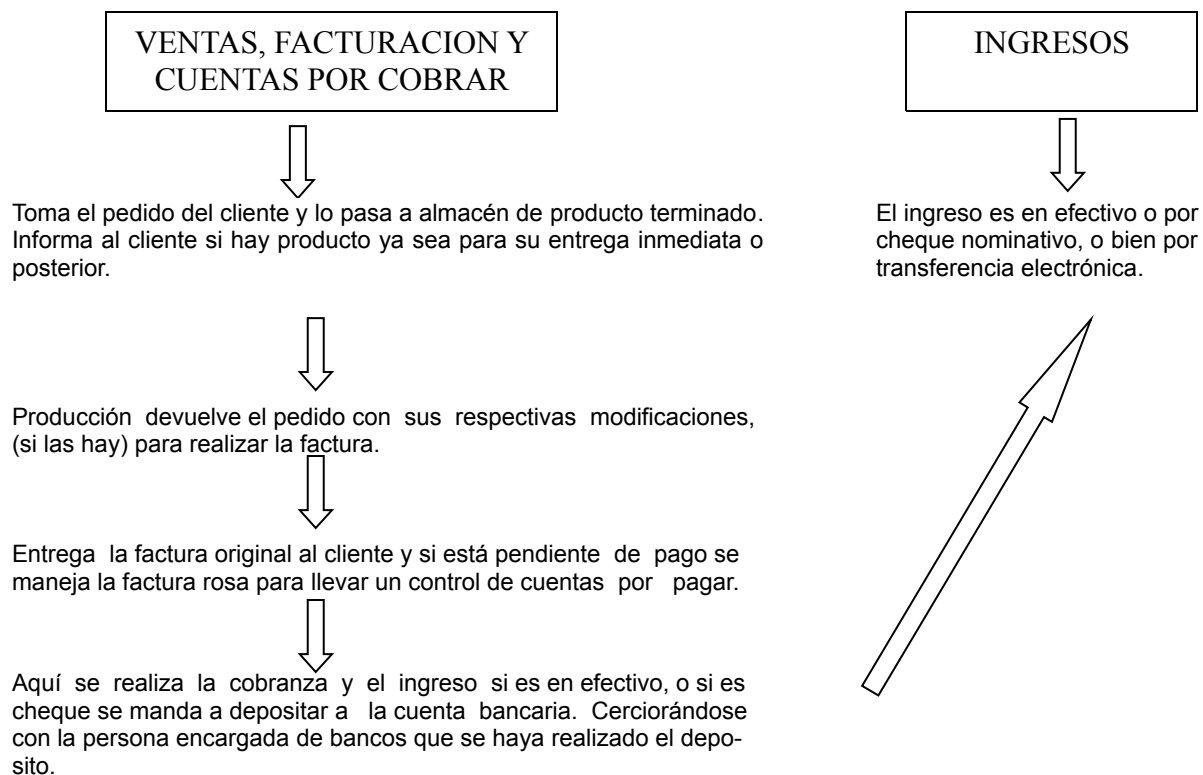 VENTAS, FACTURACION Y
CUENTAS POR COBRAR
Toma el pedido del cliente y lo pasa a almacén de producto terminado.
Informa al cliente si hay producto ya sea para su entrega inmediata o
posterior.
Producción devuelve el pedido con sus respectivas modificaciones,
(si las hay) para realizar la factura.
Entrega la factura original al cliente y si está pendiente de pago se
maneja la factura rosa para llevar un control de cuentas por pagar.
Aquí se realiza la cobranza y el ingreso si es en efectivo, o si es
cheque se manda a depositar a la cuenta bancaria. Cerciorándose
con la persona encargada de bancos que se haya realizado el depo-
sito.
INGRESOS
El ingreso es en efectivo o por
cheque nominativo, o bien por
transferencia electrónica.